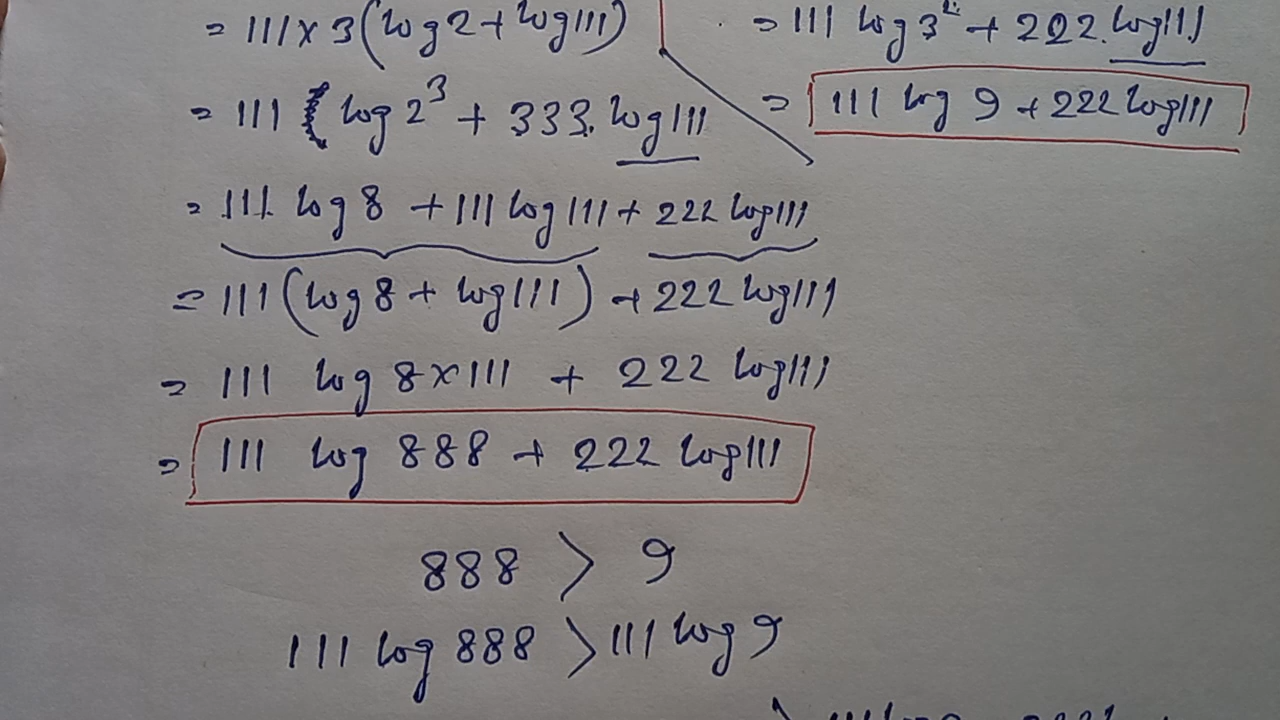 = 111 × 3 (log 2 + log 111)
= 111 log 2³ + 333. log 111
= 111 log 8 + 111 log 111 + 222 log 111
= 111 (log 8 + log 111) + 222 log 111
= 111 log 8 × 111 + 222 log 111
= 111 log 888 + 222 log 111
= 111 log 3² + 222. log 111
= 111 log 9 + 222 log 111
888 > 9
111 log 888 > 111 log 9